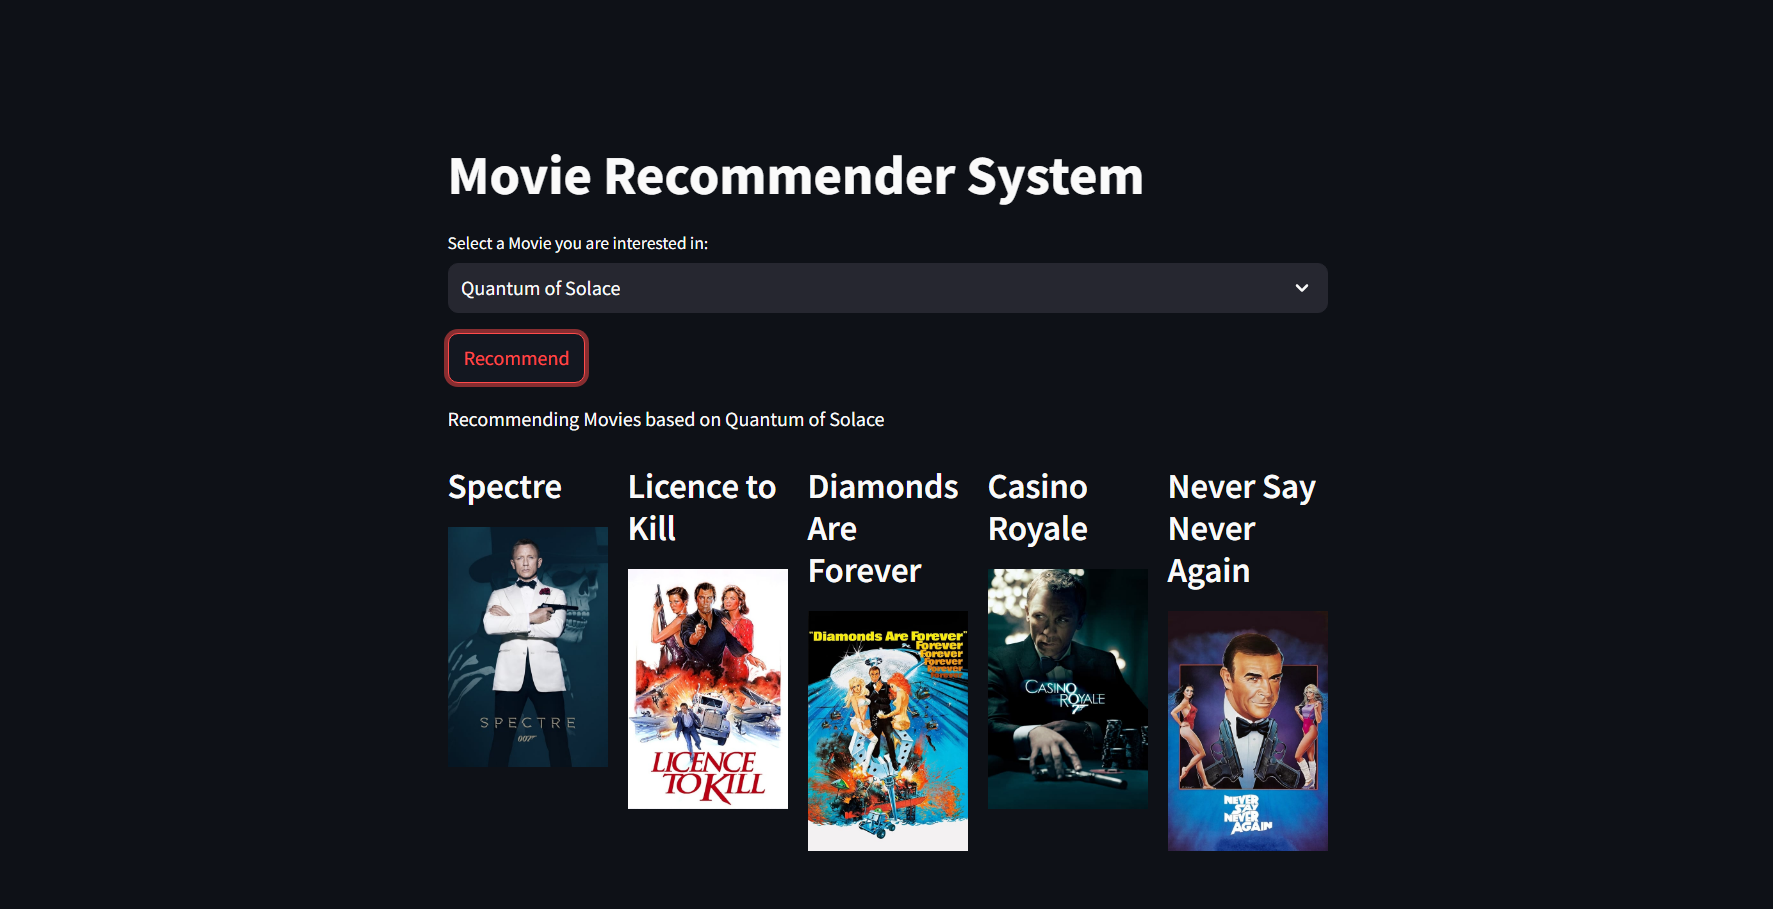 Movie Recommender System
Select a Movie you are interested in:
Quantum of Solace
Recommend
Recommending Movies based on Quantum of Solace
Spectre
SPECTRE
007
Licence to
Kill
LICENCE
TO KILL
Diamonds
Are
Forever
"Diamonds Are Forever"
Forever
Forever
Forever
Forever
Casino
Royale
CASINO
ROYALE
007
Never Say
Never
Again
NEVER
SAY
NEVER
AGAIN